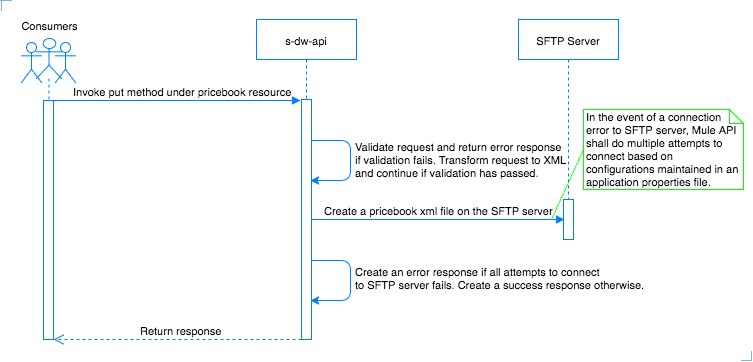 Consumers
s-dw-api
SFTP Server
Invoke put method under pricebook resource
In the event of a connection
error to SFTP server, Mule API
shall do multiple attempts to
connect based on
configurations maintained in an
application properties file.
Validate request and return error response
if validation fails. Transform request to XML
and continue if validation has passed.
Create a pricebook xml file on the SFTP server
Create an error response if all attempts to connect
to SFTP server fails. Create a success response otherwise.
Return response